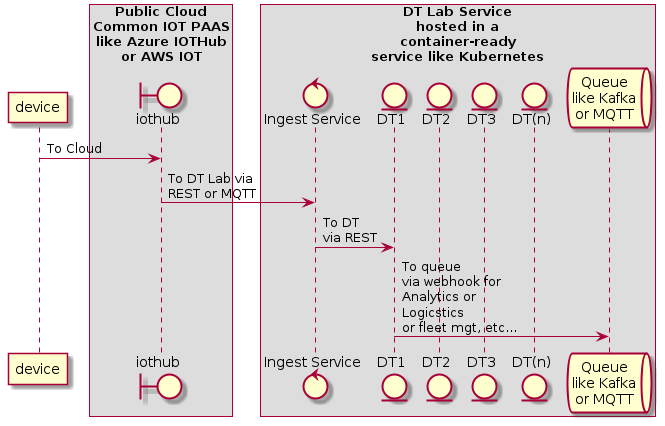 Public Cloud
Common IOT PAAS
like Azure IOTHub
or AWS IOT
DT Lab Service
hosted in a
container-ready
service like Kubernetes
device
iothub
Ingest Service
DT1
DT2
DT3
DT(n)
Queue
like Kafka
or MQTT
To Cloud
To DT Lab via
REST or MQTT
To DT
via REST
To queue
via webhook for
Analytics or
Logicstics
or fleet mgt, etc...
device
iothub
Ingest Service
DT1
DT2
DT3
DT(n)
Queue
like Kafka
or MQTT